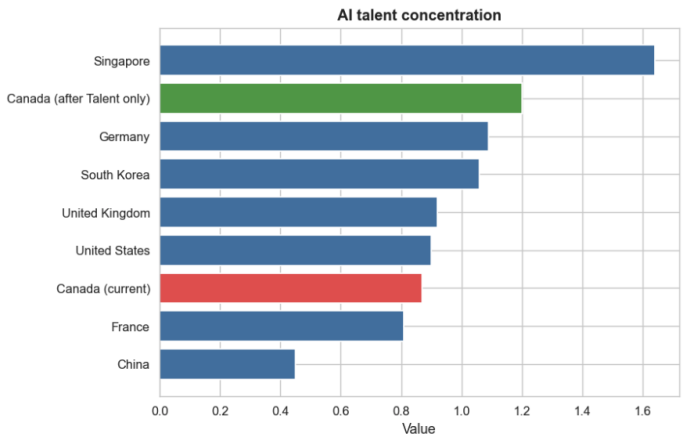 AI talent concentration
Singapore
Canada (after Talent only)
Germany
South Korea
United Kingdom
United States
Canada (current)
France
China
0.0 0.2 0.4 0.6 0.8 1.0 1.2 1.4 1.6
Value